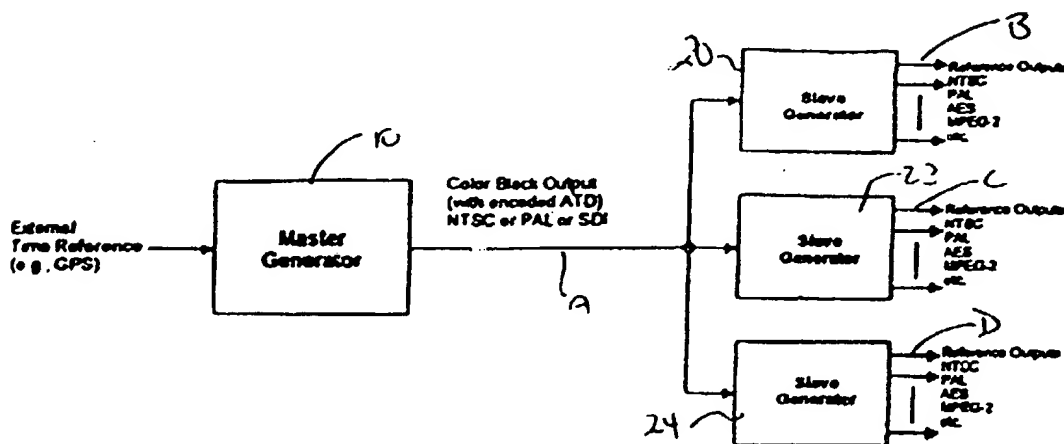 B
20
Reference Outputs
NTSC
PAL
AES
MPEG-2
etc.
Slave
Generator
10
22
C
Color Black Output
(with encoded ATD)
NTSC or PAL or SDI
External
Time Reference
(e.g., GPS)
Master
Generator
Slave
Generator
Reference Outputs
NTSC
PAL
AES
MPEG-2
etc.
A
D
Slave
Generator
Reference Outputs
NTSC
PAL
AES
MPEG-2
etc.
24